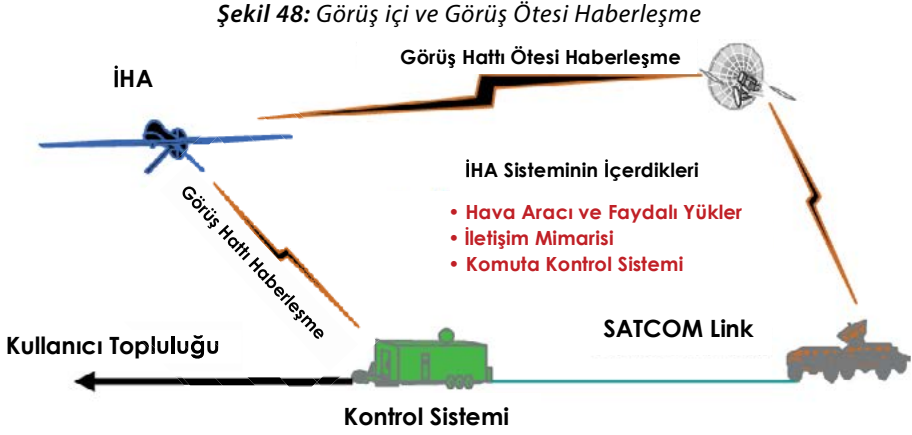 Şekil 48: Görüş içi ve Görüş Ötesi Haberleşme
Görüş Hattı Ötesi Haberleşme
İHA
İHA Sisteminin İçerdikleri
• Hava Aracı ve Faydalı Yükler
• İletişim Mimarisi
• Komuta Kontrol Sistemi
Görüş Hattı Haberleşme
SATCOM Link
Kullanıcı Topluluğu
Kontrol Sistemi